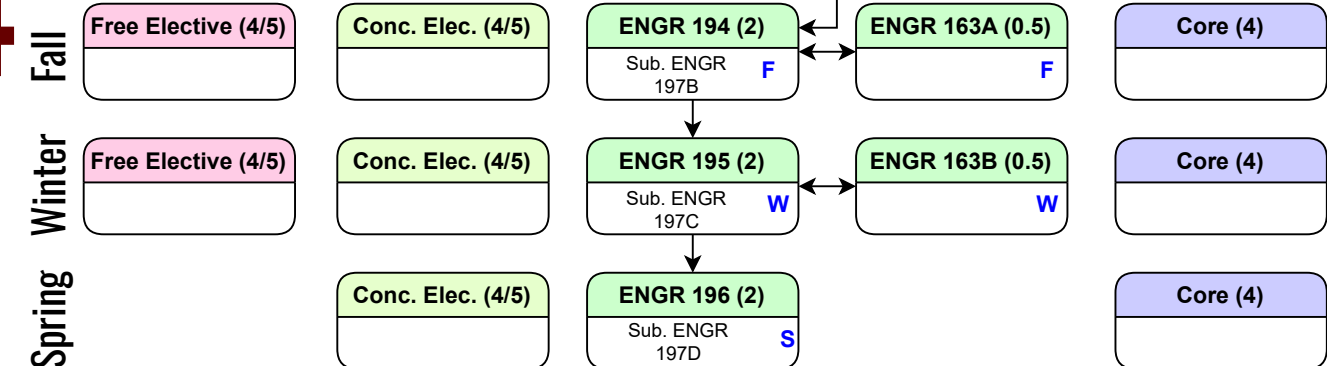 Fall
Free Elective (4/5)
Conc. Elec. (4/5)
ENGR 194 (2)
Sub. ENGR
197B
F
ENGR 163A (0.5)
F
Core (4)
Winter
Free Elective (4/5)
Conc. Elec. (4/5)
ENGR 195 (2)
Sub. ENGR
197C
W
ENGR 163B (0.5)
W
Core (4)
Spring
Conc. Elec. (4/5)
ENGR 196 (2)
Sub. ENGR
197D
S
Core (4)